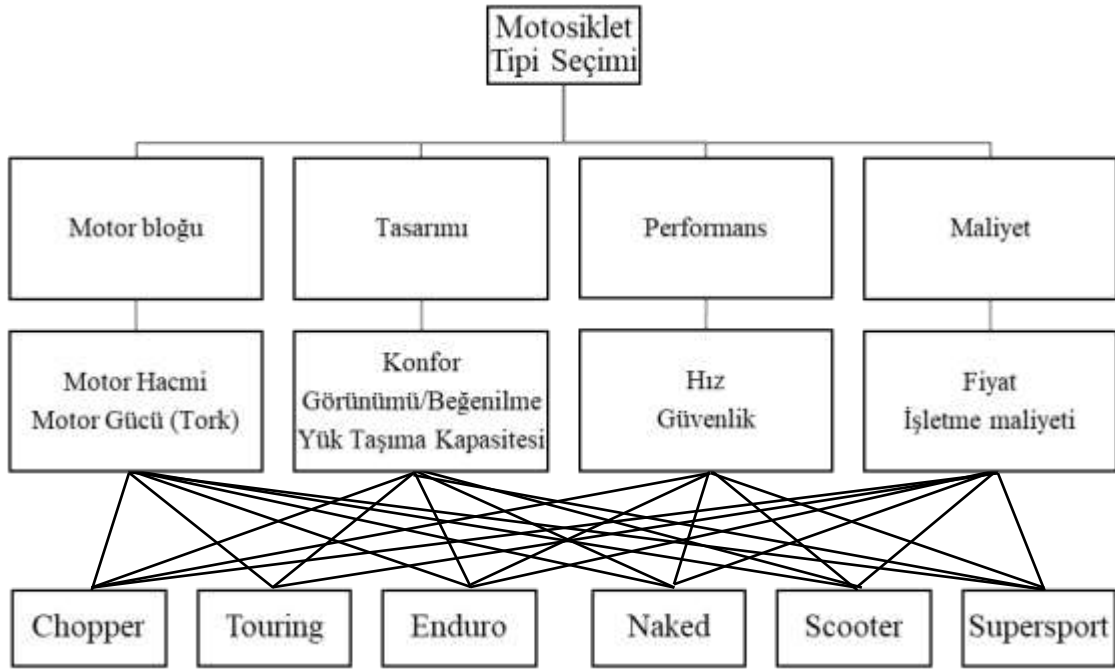 Motosiklet
Tipi Seçimi
Motor bloğu
Tasarımı
Performans
Maliyet
Motor Hacmi
Motor Gücü (Tork)
Konfor
Görünümü/Beğenilme
Yük Taşıma Kapasitesi
Hız
Güvenlik
Fiyat
İşletme maliyeti
Chopper
Touring
Enduro
Naked
Scooter
Supersport